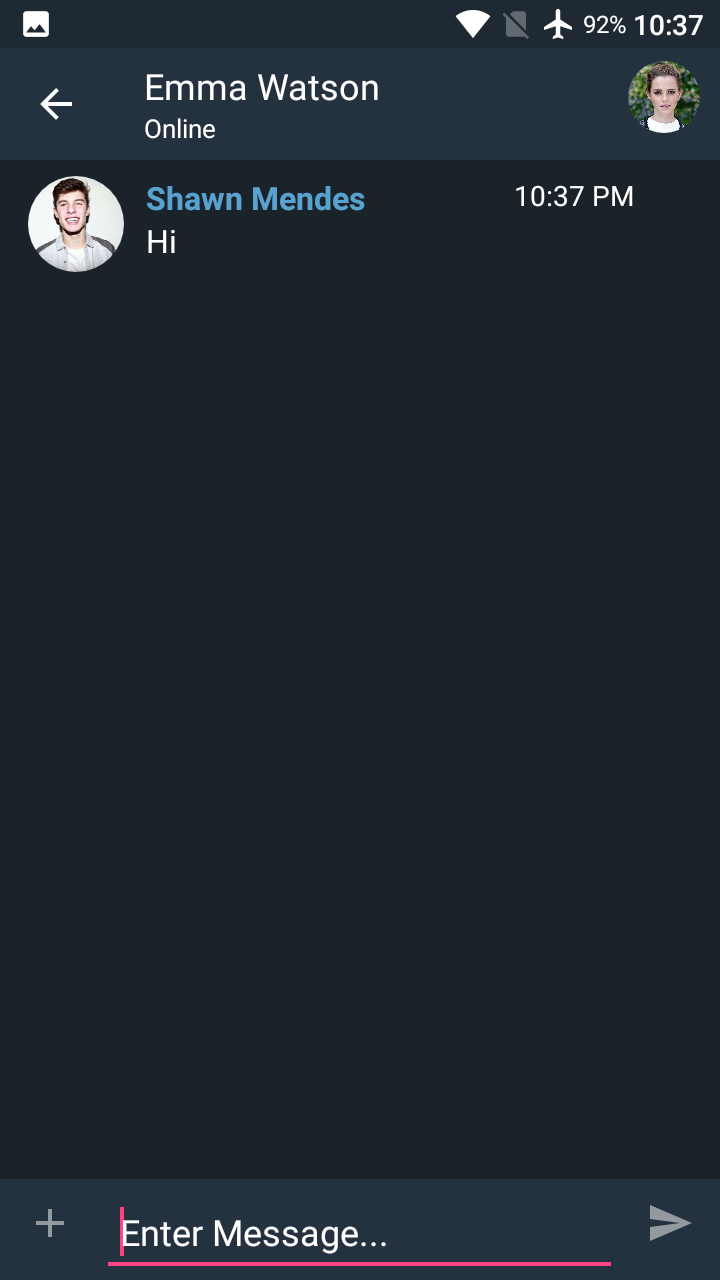 92% 10:37
Emma Watson
Online
Shawn Mendes 10:37 PM
Hi
Enter Message...